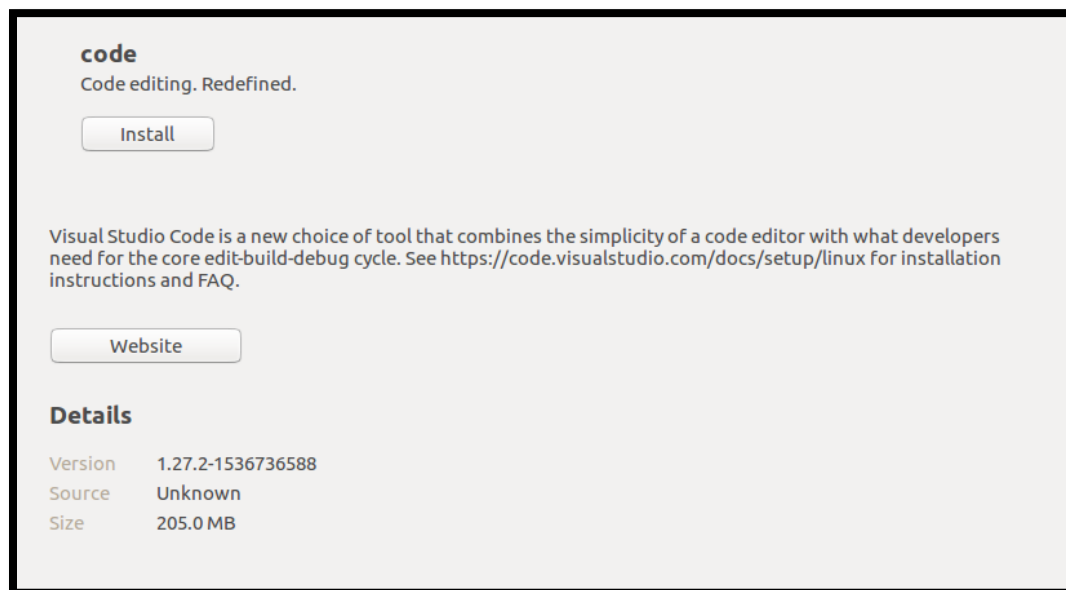 code
Code editing. Redefined.
Install
Visual Studio Code is a new choice of tool that combines the simplicity of a code editor with what developers
need for the core edit-build-debug cycle. See https://code.visualstudio.com/docs/setup/linux for installation
instructions and FAQ.
Website
Details
Version 1.27.2-1536736588
Source Unknown
Size 205.0 MB